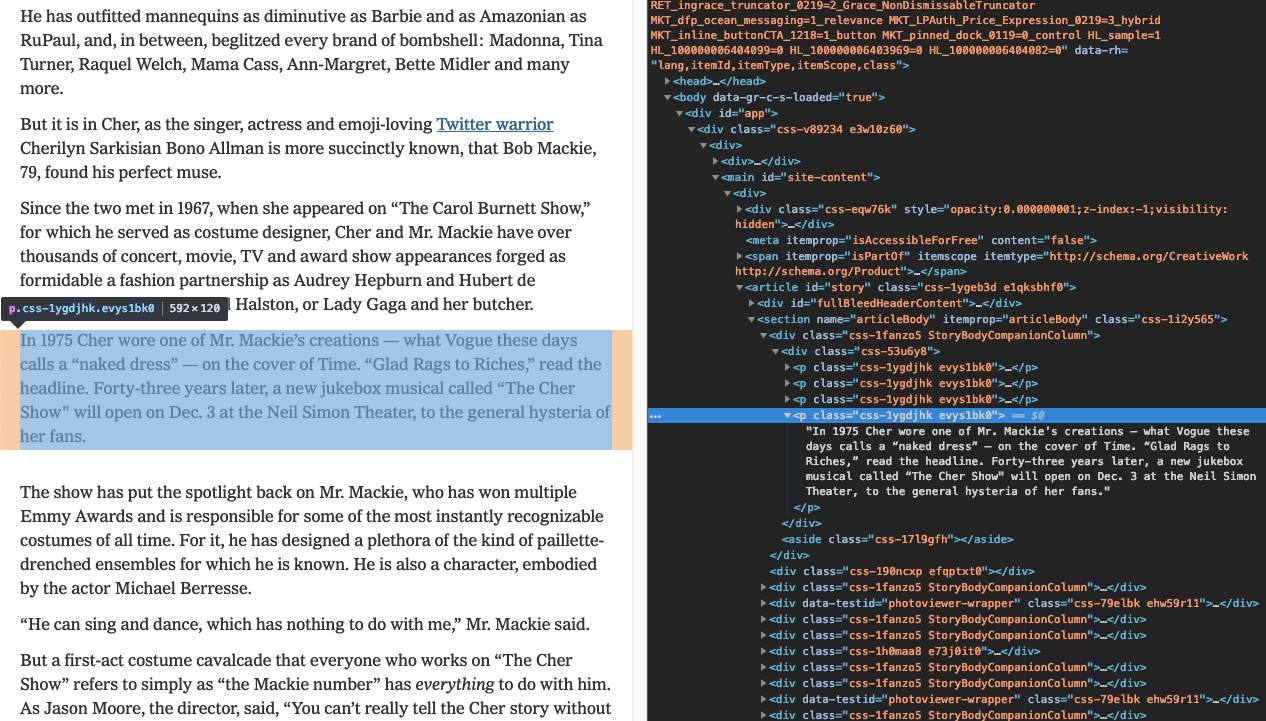 He has outfitted mannequins as diminutive as Barbie and as Amazonian as
RuPaul, and, in between, beglitzed every brand of bombshell: Madonna, Tina
Turner, Raquel Welch, Mama Cass, Ann-Margret, Bette Midler and many
more.
But it is in Cher, as the singer, actress and emoji-loving Twitter warrior
Cherilyn Sarkisian Bono Allman is more succinctly known, that Bob Mackie,
79, found his perfect muse.
Since the two met in 1967, when she appeared on “The Carol Burnett Show,”
for which he served as costume designer, Cher and Mr. Mackie have over
thousands of concert, movie, TV and award show appearances forged as
formidable a fashion partnership as Audrey Hepburn and Hubert de
Halston, or Lady Gaga and her butcher.
p.css-1ygdjhk.evys1bk0 | 592×120
In 1975 Cher wore one of Mr. Mackie’s creations — what Vogue these days
calls a “naked dress” — on the cover of Time. “Glad Rags to Riches,” read the
headline. Forty-three years later, a new jukebox musical called “The Cher
Show" will open on Dec. 3 at the Neil Simon Theater, to the general hysteria of
her fans.
The show has put the spotlight back on Mr. Mackie, who has won multiple
Emmy Awards and is responsible for some of the most instantly recognizable
costumes of all time. For it, he has designed a plethora of the kind of paillette-
drenched ensembles for which he is known. He is also a character, embodied
by the actor Michael Berresse.
“He can sing and dance, which has nothing to do with me,” Mr. Mackie said.
But a first-act costume cavalcade that everyone who works on “The Cher
Show” refers to simply as “the Mackie number” has everything to do with him.
As Jason Moore, the director, said, “You can’t really tell the Cher story without
RET_ingrace_truncator_0219=2_Grace_NonDismissableTruncator
MKT_dfp_ocean_messaging=1_relevance MKT_LPAuth_Price_Expression_0219=3_hybrid
MKT_inline_buttonCTA_1218=1_button MKT_pinned_dock_0119=0_control HL_sample=1
HL_100000006404099=0 HL_100000006403969=0 HL_100000006404082=0" data-rh=
"lang,itemId,itemType,itemScope,class">
<head>…</head>
<body data-gr-c-s-loaded="true">
<div id="app">
<div class="css-v89234 e3w10z60">
<div>
<div>…</div>
<main id="site-content">
<div>
<div class="css-eqw76k" style="opacity:0.000000001;z-index:-1;visibility:
hidden">…</div>
<meta itemprop="isAccessibleForFree" content="false">
<span itemprop="isPartOf" itemscope itemtype="http://schema.org/CreativeWork
http://schema.org/Product">…</span>
<article id="story" class="css-1ygeb3d e1qksbhf0">
<div id="fullBleedHeaderContent">…</div>
<section name="articleBody" itemprop="articleBody" class="css-1i2y565">
<div class="css-1fanzo5 StoryBodyCompanionColumn">
<div class="css-53u6y8">
<p class="css-1ygdjhk evys1bk0">…</p>
<p class="css-1ygdjhk evys1bk0">…</p>
<p class="css-1ygdjhk evys1bk0">…</p>
… <p class="css-1ygdjhk evys1bk0"> == $0
"In 1975 Cher wore one of Mr. Mackie’s creations — what Vogue these
days calls a “naked dress” — on the cover of Time. “Glad Rags to
Riches,” read the headline. Forty-three years later, a new jukebox
musical called “The Cher Show" will open on Dec. 3 at the Neil Simon
Theater, to the general hysteria of her fans."
</p>
</div>
<aside class="css-17l9gfh"></aside>
</div>
<div class="css-190ncxp efqptxt0"></div>
<div class="css-1fanzo5 StoryBodyCompanionColumn">…</div>
<div data-testid="photoviewer-wrapper" class="css-79elbk ehw59r11">…</div>
<div class="css-1fanzo5 StoryBodyCompanionColumn">…</div>
<div class="css-1fanzo5 StoryBodyCompanionColumn">…</div>
<div class="css-1h0maa8 e73j0it0">…</div>
<div class="css-1fanzo5 StoryBodyCompanionColumn">…</div>
<div class="css-1fanzo5 StoryBodyCompanionColumn">…</div>
<div data-testid="photoviewer-wrapper" class="css-79elbk ehw59r11">…</div>
<div class="css-1fanzo5 StoryBodyCompanionColumn">…</div>